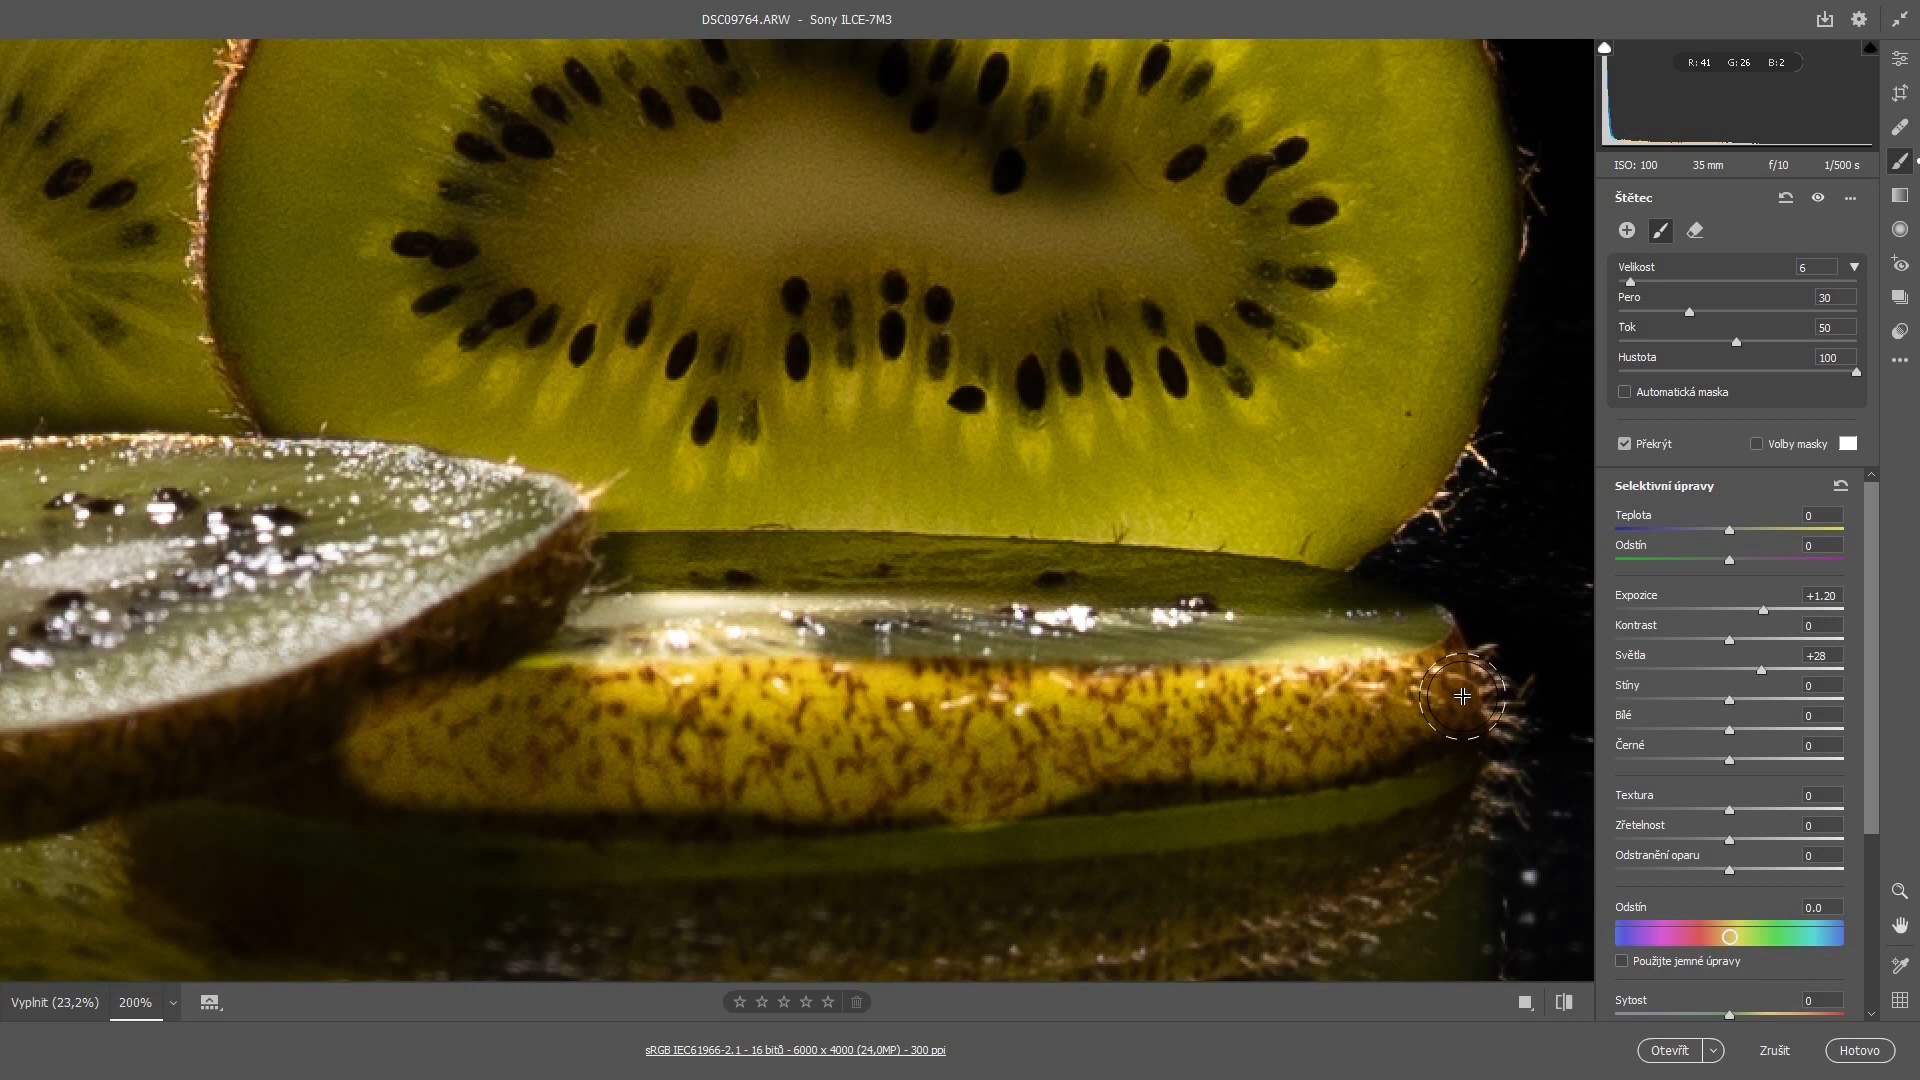 DSC09764.ARW - Sony ILCE-7M3
R: 41 G: 26 B: 2
ISO: 100 35 mm f/10 1/500 s
Štětec
Velikost 6
Pero 30
Tok 50
Hustota 100
Automatická maska
Překrýt Volby masky
Selektivní úpravy
Teplota 0
Odstín 0
Expozice +1.20
Kontrast 0
Světla +28
Stíny 0
Bílé 0
Černé 0
Textura 0
Zřetelnost 0
Odstranění oparu 0
Odstín 0.0
Použijte jemné úpravy
Sytost 0
Vyplnit (23,2%) 200%
sRGB IEC61966-2.1 - 16 bitů - 6000 x 4000 (24,0MP) - 300 ppi
Otevřít Zrušit Hotovo